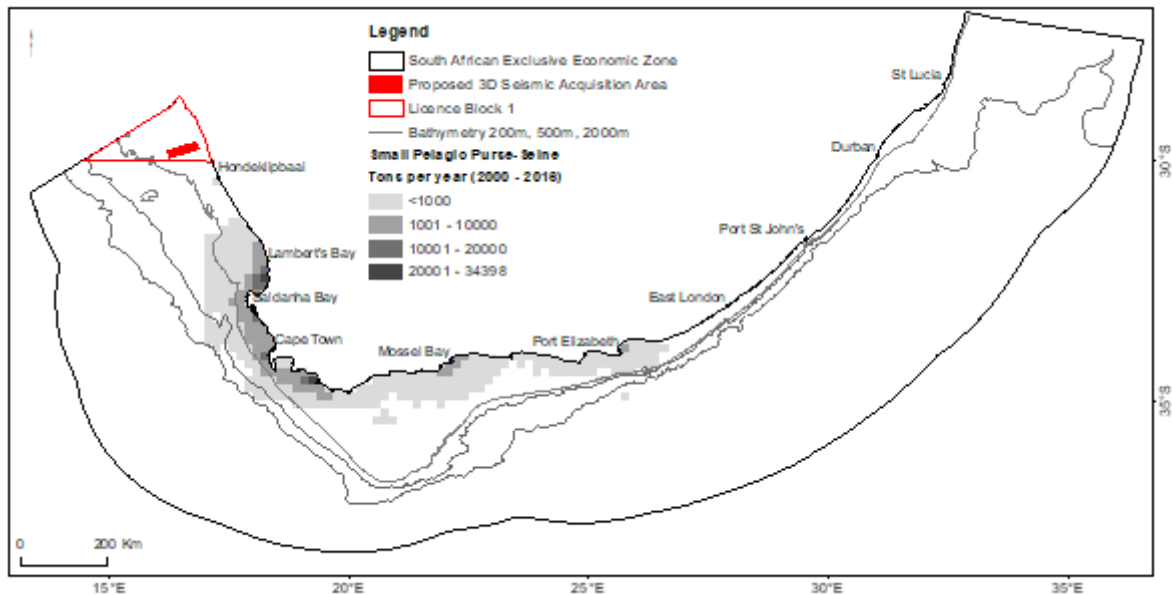 Legend
South African Exclusive Economic Zone
Proposed 3D Seismic Acquisition Area
Licence Block 1
Bathymetry 200m, 500m, 2000m
Small Pelagic Purse-Seine
Tons per year (2000 - 2016)
<1000
1001 - 10000
10001 - 20000
20001 - 34398
St Lucia
Durban
30°S
Hondeklipbaai
Port St John's
Lambert's Bay
Saldanha Bay
East London
Cape Town
Mossel Bay
Port Elizabeth
35°S
0 200 Km
15°E 20°E 25°E 30°E 35°E